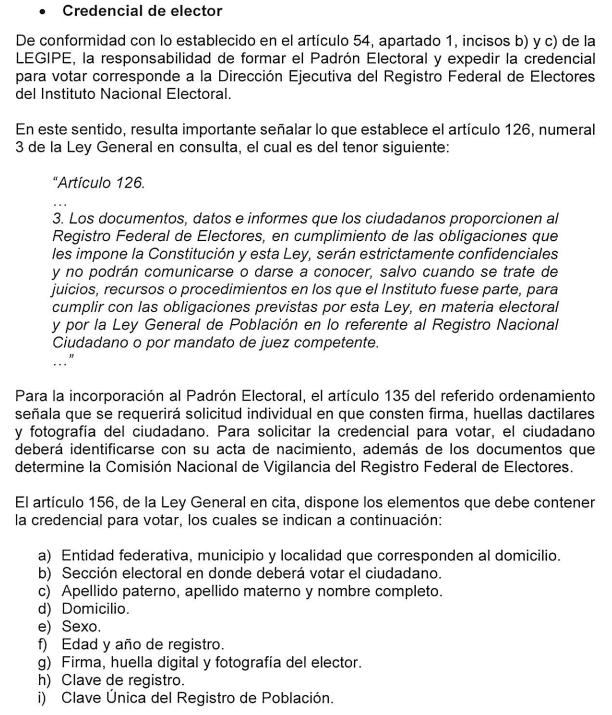 • Credencial de elector
De conformidad con lo establecido en el artículo 54, apartado 1, incisos b) y c) de la
LEGIPE, la responsabilidad de formar el Padrón Electoral y expedir la credencial
para votar corresponde a la Dirección Ejecutiva del Registro Federal de Electores
del Instituto Nacional Electoral.
En este sentido, resulta importante señalar lo que establece el artículo 126, numeral
3 de la Ley General en consulta, el cual es del tenor siguiente:
“Artículo 126.
…
3. Los documentos, datos e informes que los ciudadanos proporcionen al
Registro Federal de Electores, en cumplimiento de las obligaciones que
les impone la Constitución y esta Ley, serán estrictamente confidenciales
y no podrán comunicarse o darse a conocer, salvo cuando se trate de
juicios, recursos o procedimientos en los que el Instituto fuese parte, para
cumplir con las obligaciones previstas por esta Ley, en materia electoral
y por la Ley General de Población en lo referente al Registro Nacional
Ciudadano o por mandato de juez competente.
…”
Para la incorporación al Padrón Electoral, el artículo 135 del referido ordenamiento
señala que se requerirá solicitud individual en que consten firma, huellas dactilares
y fotografía del ciudadano. Para solicitar la credencial para votar, el ciudadano
deberá identificarse con su acta de nacimiento, además de los documentos que
determine la Comisión Nacional de Vigilancia del Registro Federal de Electores.
El artículo 156, de la Ley General en cita, dispone los elementos que debe contener
la credencial para votar, los cuales se indican a continuación:
a) Entidad federativa, municipio y localidad que corresponden al domicilio.
b) Sección electoral en donde deberá votar el ciudadano.
c) Apellido paterno, apellido materno y nombre completo.
d) Domicilio.
e) Sexo.
f) Edad y año de registro.
g) Firma, huella digital y fotografía del elector.
h) Clave de registro.
i) Clave Única del Registro de Población.